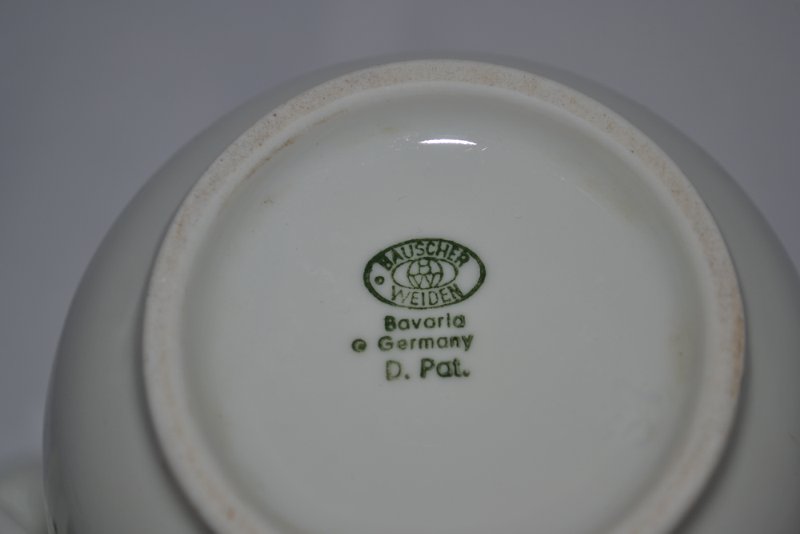 BAUSCHER
WEIDEN
Bavaria
© Germany
D. Pat.